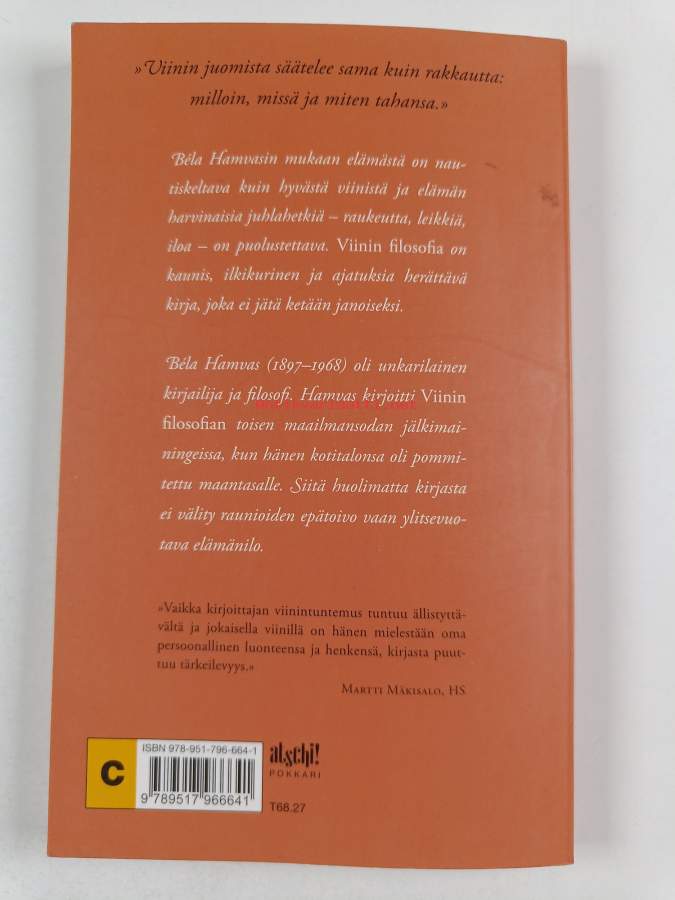 »Viinin juomista säätelee sama kuin rakkautta:
milloin, missä ja miten tahansa.»
Béla Hamvasin mukaan elämästä on nau-
tiskeltava kuin hyvästä viinistä ja elämän
harvinaisia juhlahetkiä – raukeutta, leikkiä,
iloa – on puolustettava. Viinin filosofia on
kaunis, ilkikurinen ja ajatuksia herättävä
kirja, joka ei jätä ketään janoiseksi.
Béla Hamvas (1897–1968) oli unkarilainen
kirjailija ja filosofi. Hamvas kirjoitti Viinin
filosofian toisen maailmansodan jälkimai-
ningeissa, kun hänen kotitalonsa oli pommi-
tettu maantasalle. Siitä huolimatta kirjasta
ei välity raunioiden epätoivo vaan ylitsevuo-
tava elämänilo.
»Vaikka kirjoittajan viinintuntemus tuntuu ällistyttä-
vältä ja jokaisella viinillä on hänen mielestään oma
persoonallinen luonteensa ja henkensä, kirjasta puut-
tuu tärkeilevyys.»
Martti Mäkisalo, HS
C
ISBN 978-951-796-664-1
9 789517 966641
atschi!
POKKARI
T68.27